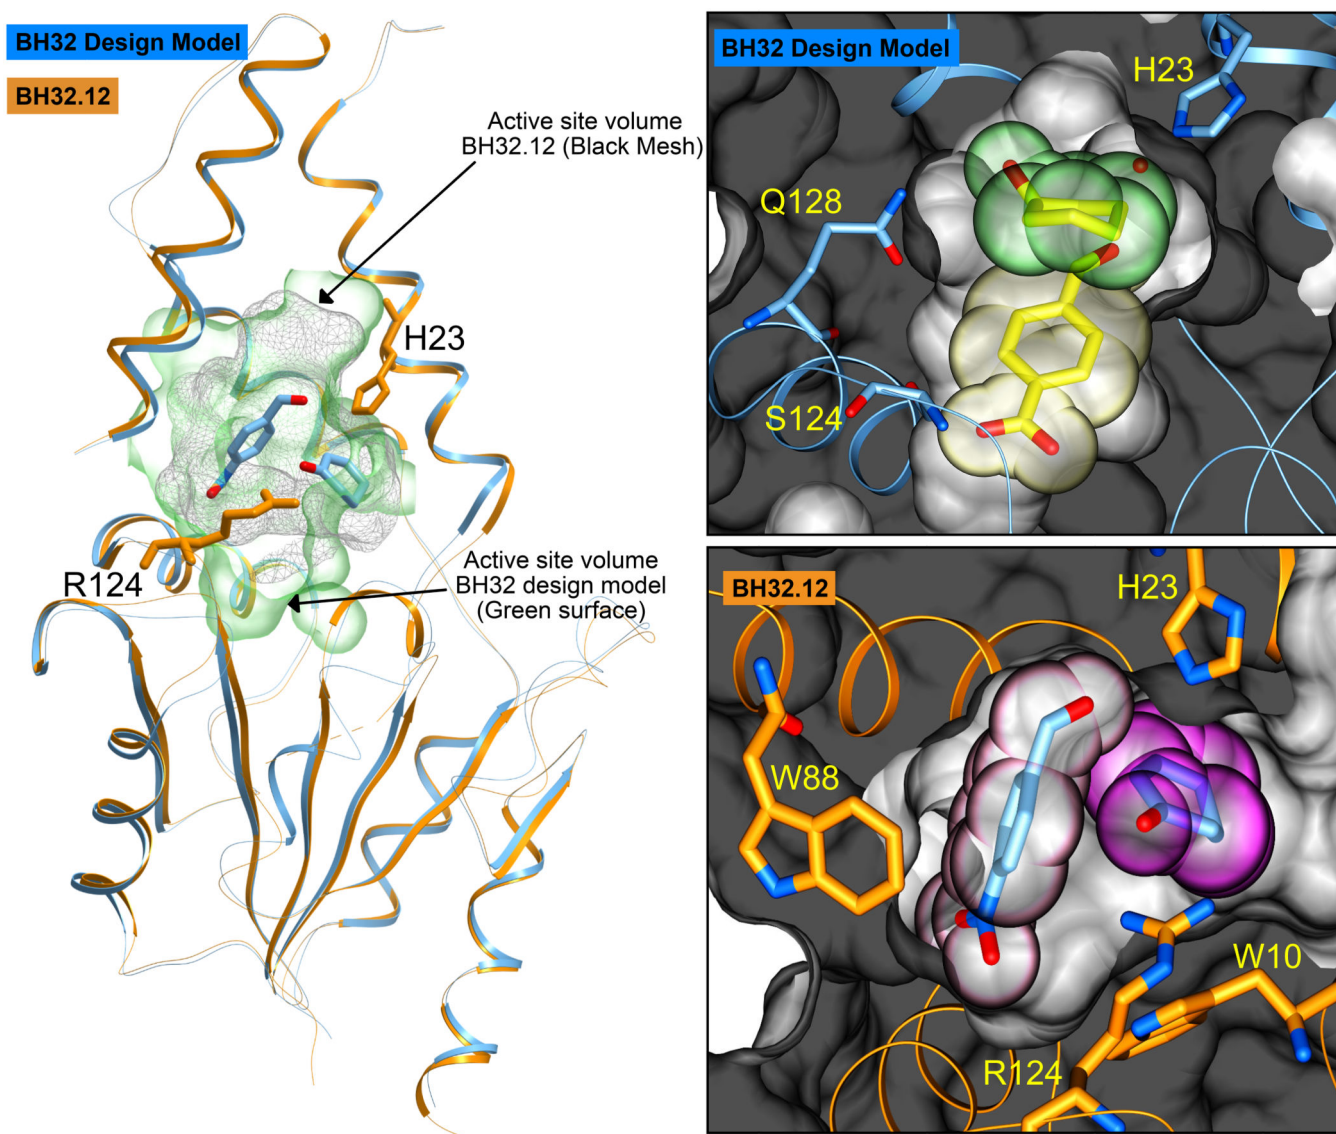 BH32 Design Model
BH32.12
Active site volume
BH32.12 (Black Mesh)
H23
R124
Active site volume
BH32 design model
(Green surface)
BH32 Design Model
H23
Q128
S124
BH32.12
H23
W88
W10
R124